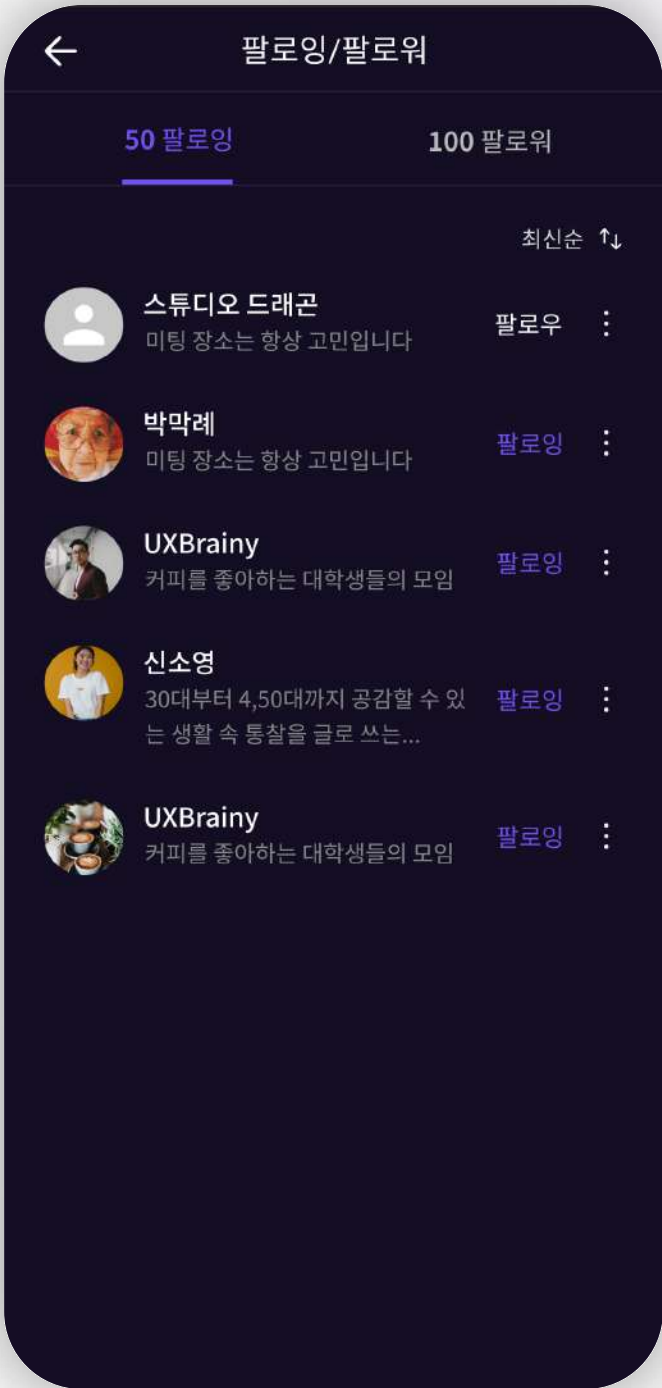 팔로잉/팔로워
50 팔로잉
100 팔로워
최신순
스튜디오 드래곤
미팅 장소는 항상 고민입니다
팔로우
박막례
미팅 장소는 항상 고민입니다
팔로잉
UXBrainy
커피를 좋아하는 대학생들의 모임
팔로잉
신소영
30대부터 4,50대까지 공감할 수 있
는 생활 속 통찰을 글로 쓰는...
팔로잉
UXBrainy
커피를 좋아하는 대학생들의 모임
팔로잉